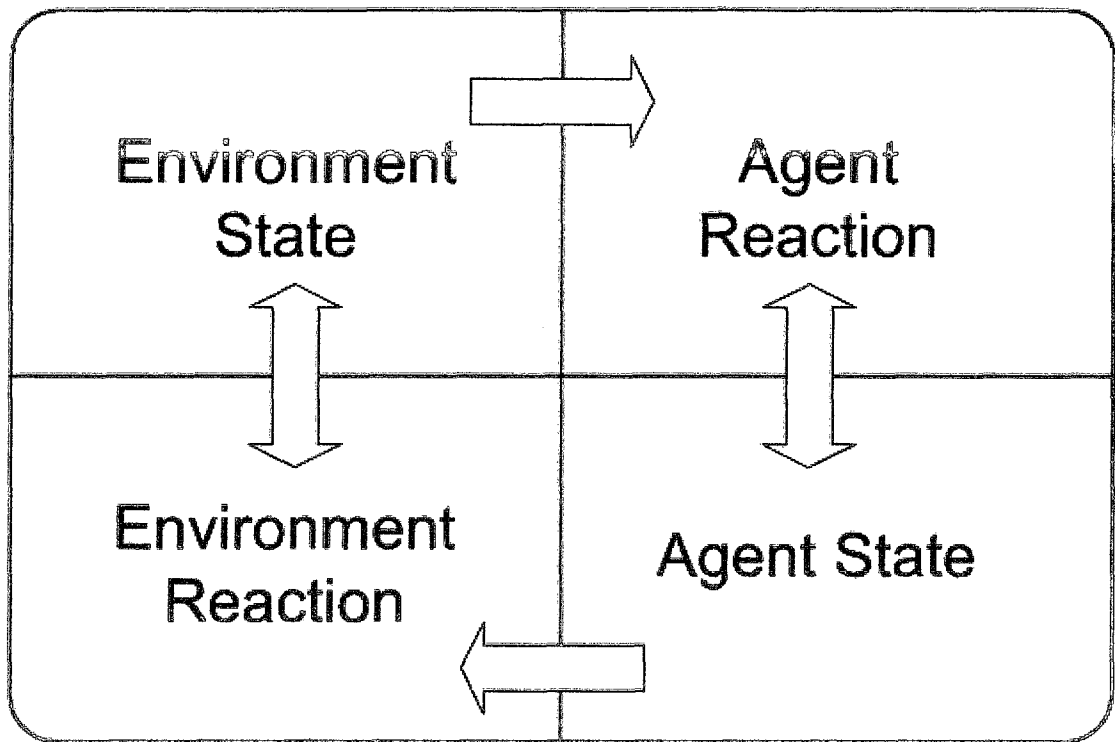 Environment
State
Agent
Reaction
Environment
Reaction
Agent State